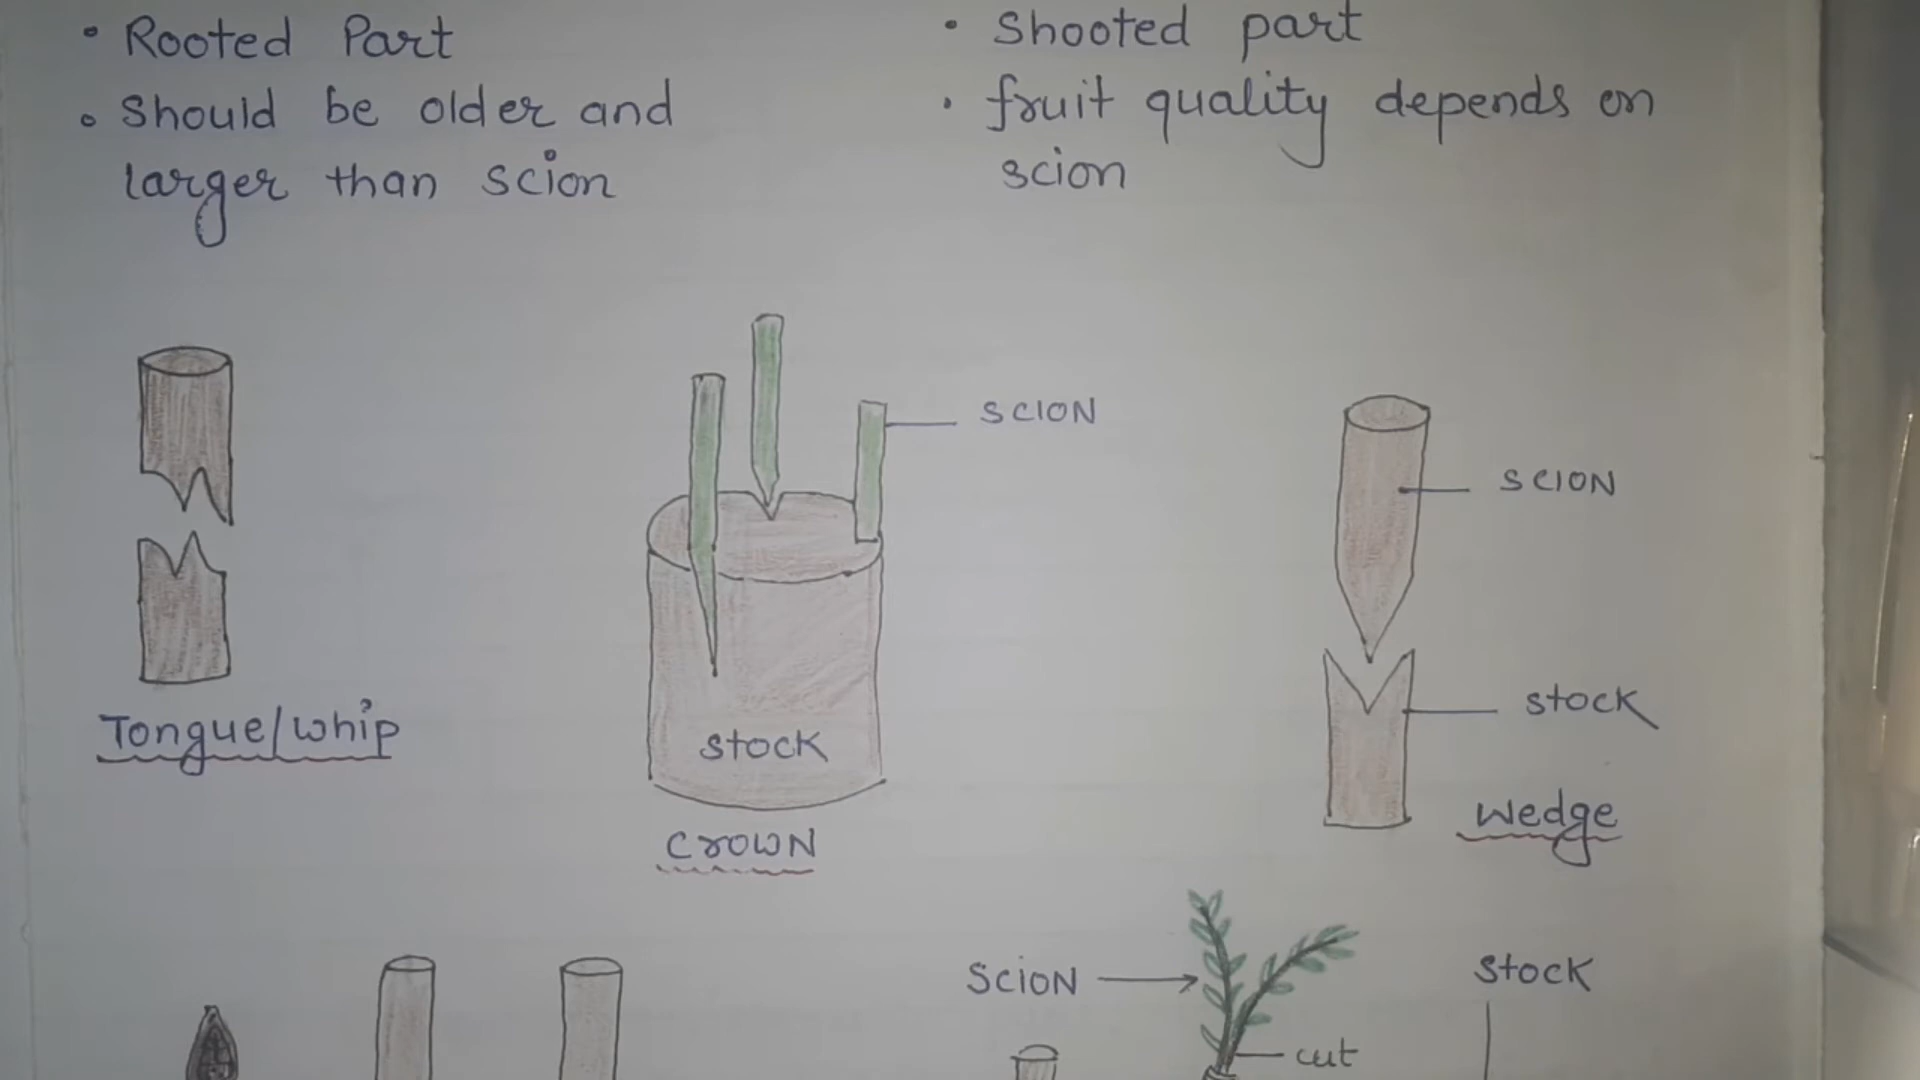 • Rooted Part
• Should be older and
larger than scion
• Shooted part
• fruit quality depends on
scion
SCION
SCION
Stock
Stock
Tongue/whip
Wedge
CroWN
SCioN
Stock
cut